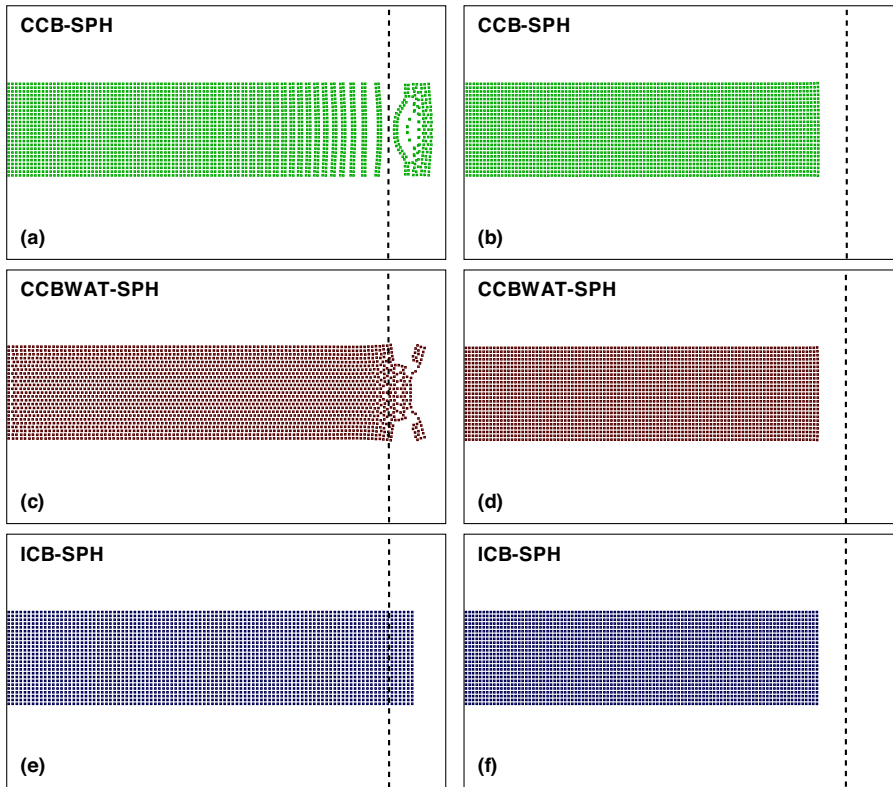 CCB-SPH
(a)
CCB-SPH
(b)
CCBWAT-SPH
(c)
CCBWAT-SPH
(d)
ICB-SPH
(e)
ICB-SPH
(f)